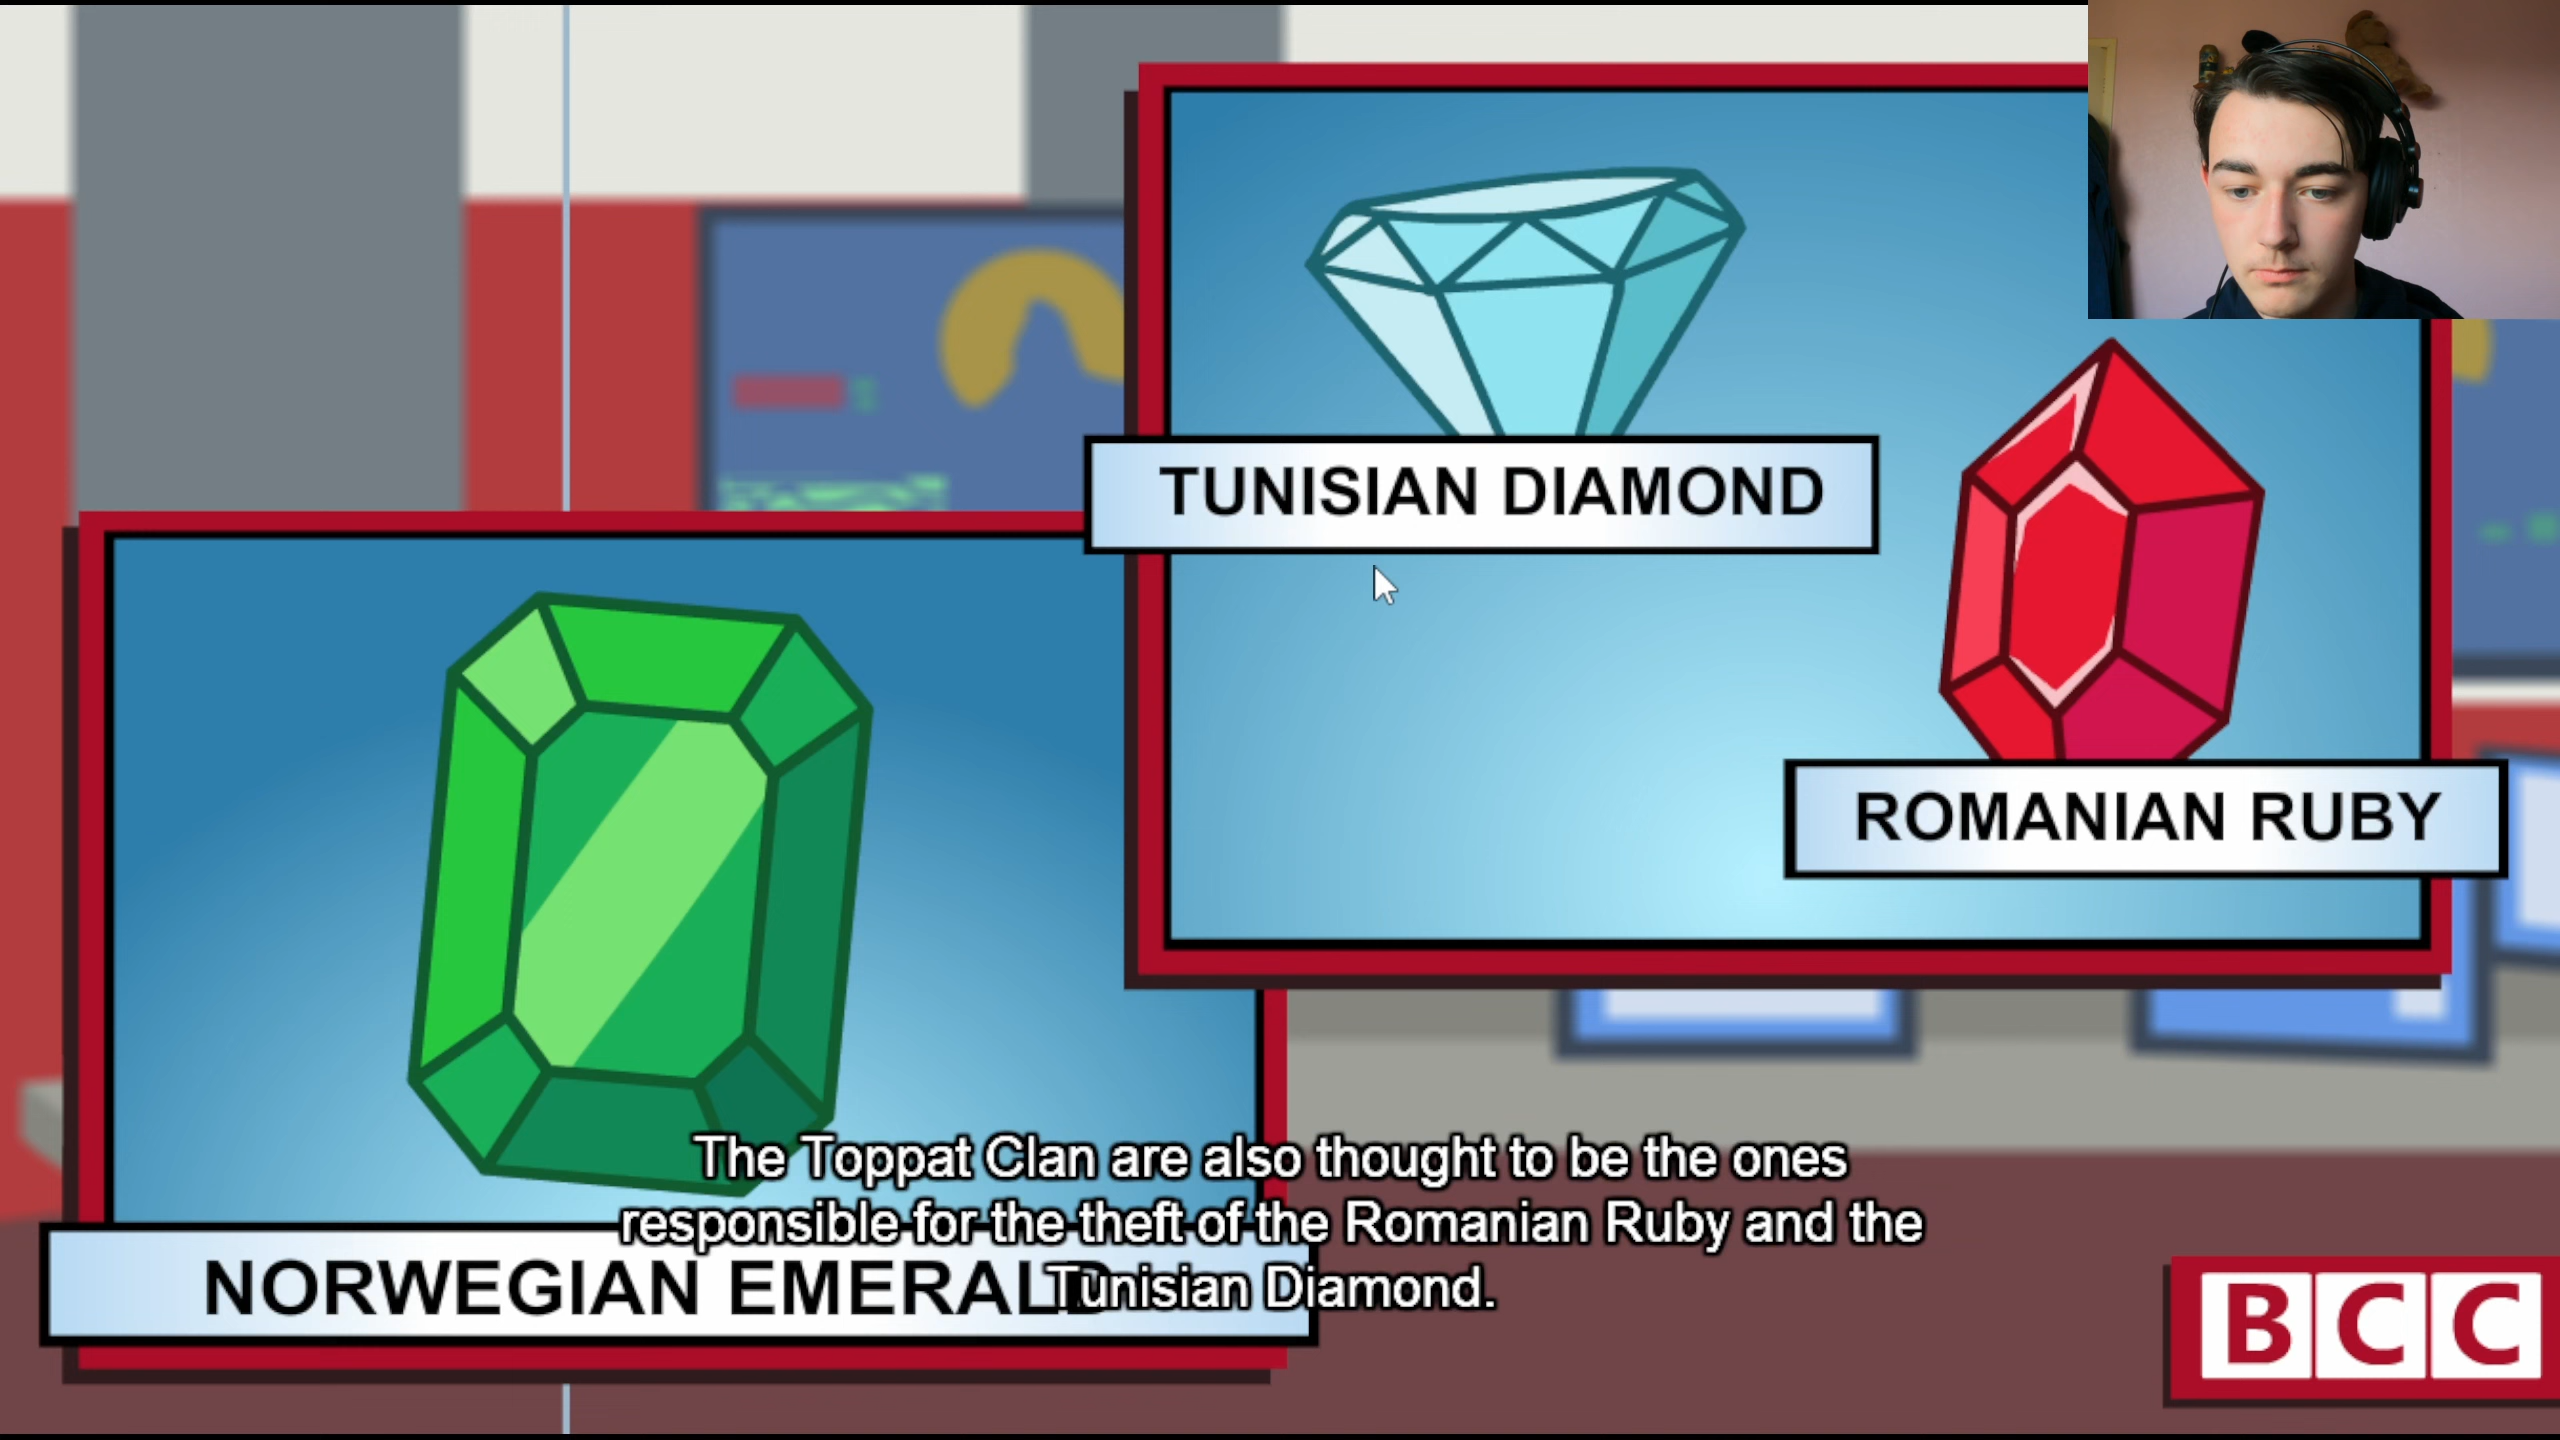 TUNISIAN DIAMOND
ROMANIAN RUBY
NORWEGIAN EMERALD
The Toppat Clan are also thought to be the ones
responsible for the theft of the Romanian Ruby and the
Tunisian Diamond.
BCC